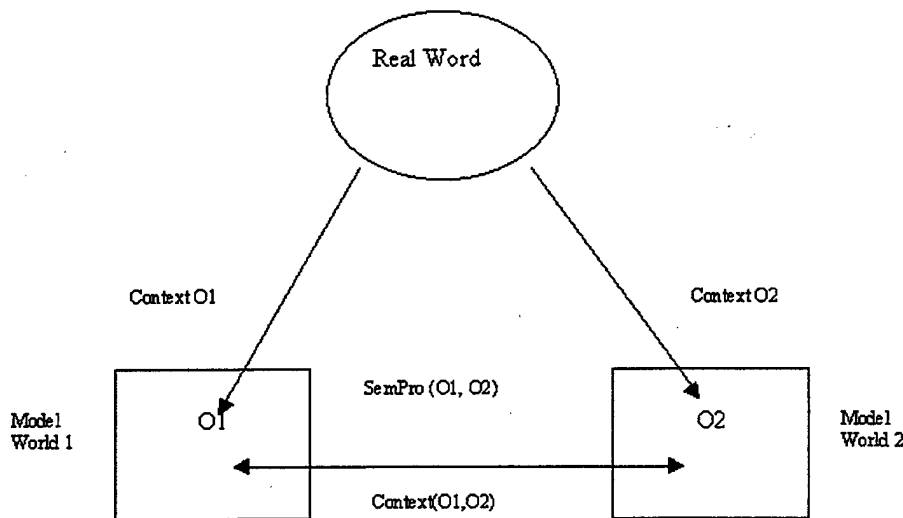 Real Word
Context O1
Context O2
SemPro (O1, O2)
O1
O2
Model
World 1
Model
World 2
Context(O1,O2)